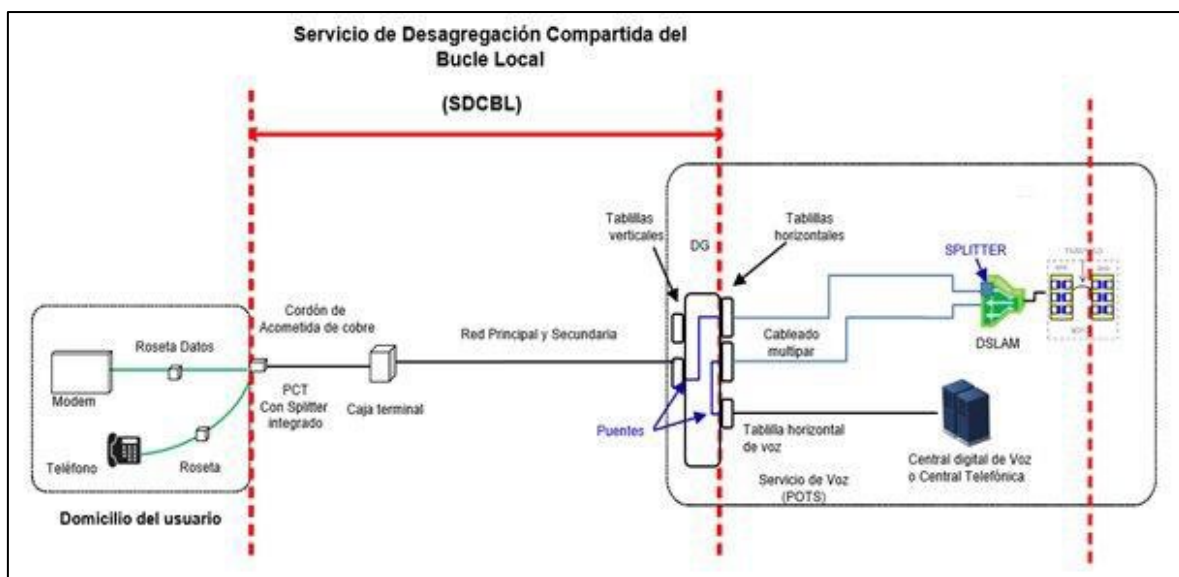 Servicio de Desagregación Compartida del
Bucle Local
(SDCBL)
Tablillas
verticales
DG
Tablillas
horizontales
SPLITTER
Cordón de
Acometida de cobre
Roseta Datos
Red Principal y Secundaria
Cableado
multipar
DSLAM
Modem
PCT
Con Splitter
integrado
Caja terminal
Puentes
Tablilla horizontal
de voz
Teléfono
Roseta
Central digital de Voz
o Central Telefónica
Servicio de Voz
(POTS)
Domicilio del usuario